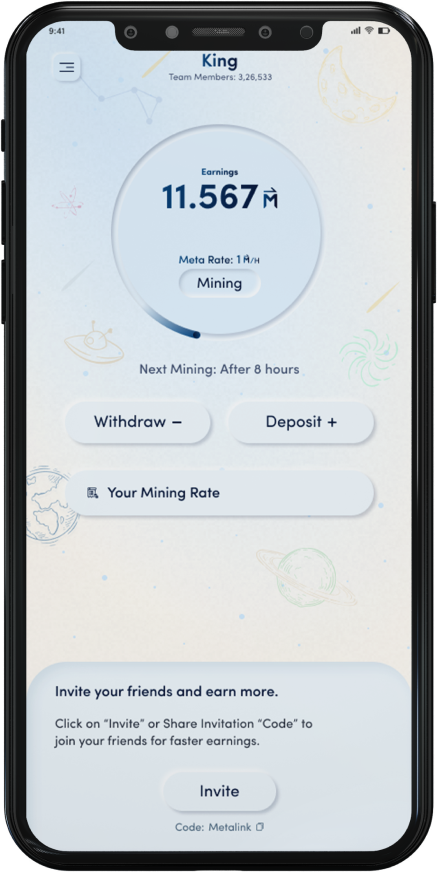 9:41
King
Team Members: 3,26,533
Earnings
11.567 M
Meta Rate: 1 M/H
Mining
Next Mining: After 8 hours
Withdraw –
Deposit +
Your Mining Rate
Invite your friends and earn more.
Click on “Invite” or Share Invitation “Code” to
join your friends for faster earnings.
Invite
Code: Metalink